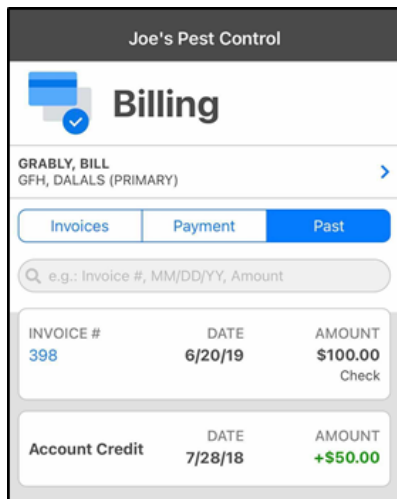 Joe's Pest Control
Billing
GRABLY, BILL
GFH, DALALS (PRIMARY)
Invoices Payment Past
e.g.: Invoice #, MM/DD/YY, Amount
INVOICE # DATE AMOUNT
398 6/20/19 $100.00
Check
Account Credit DATE AMOUNT
7/28/18 +$50.00